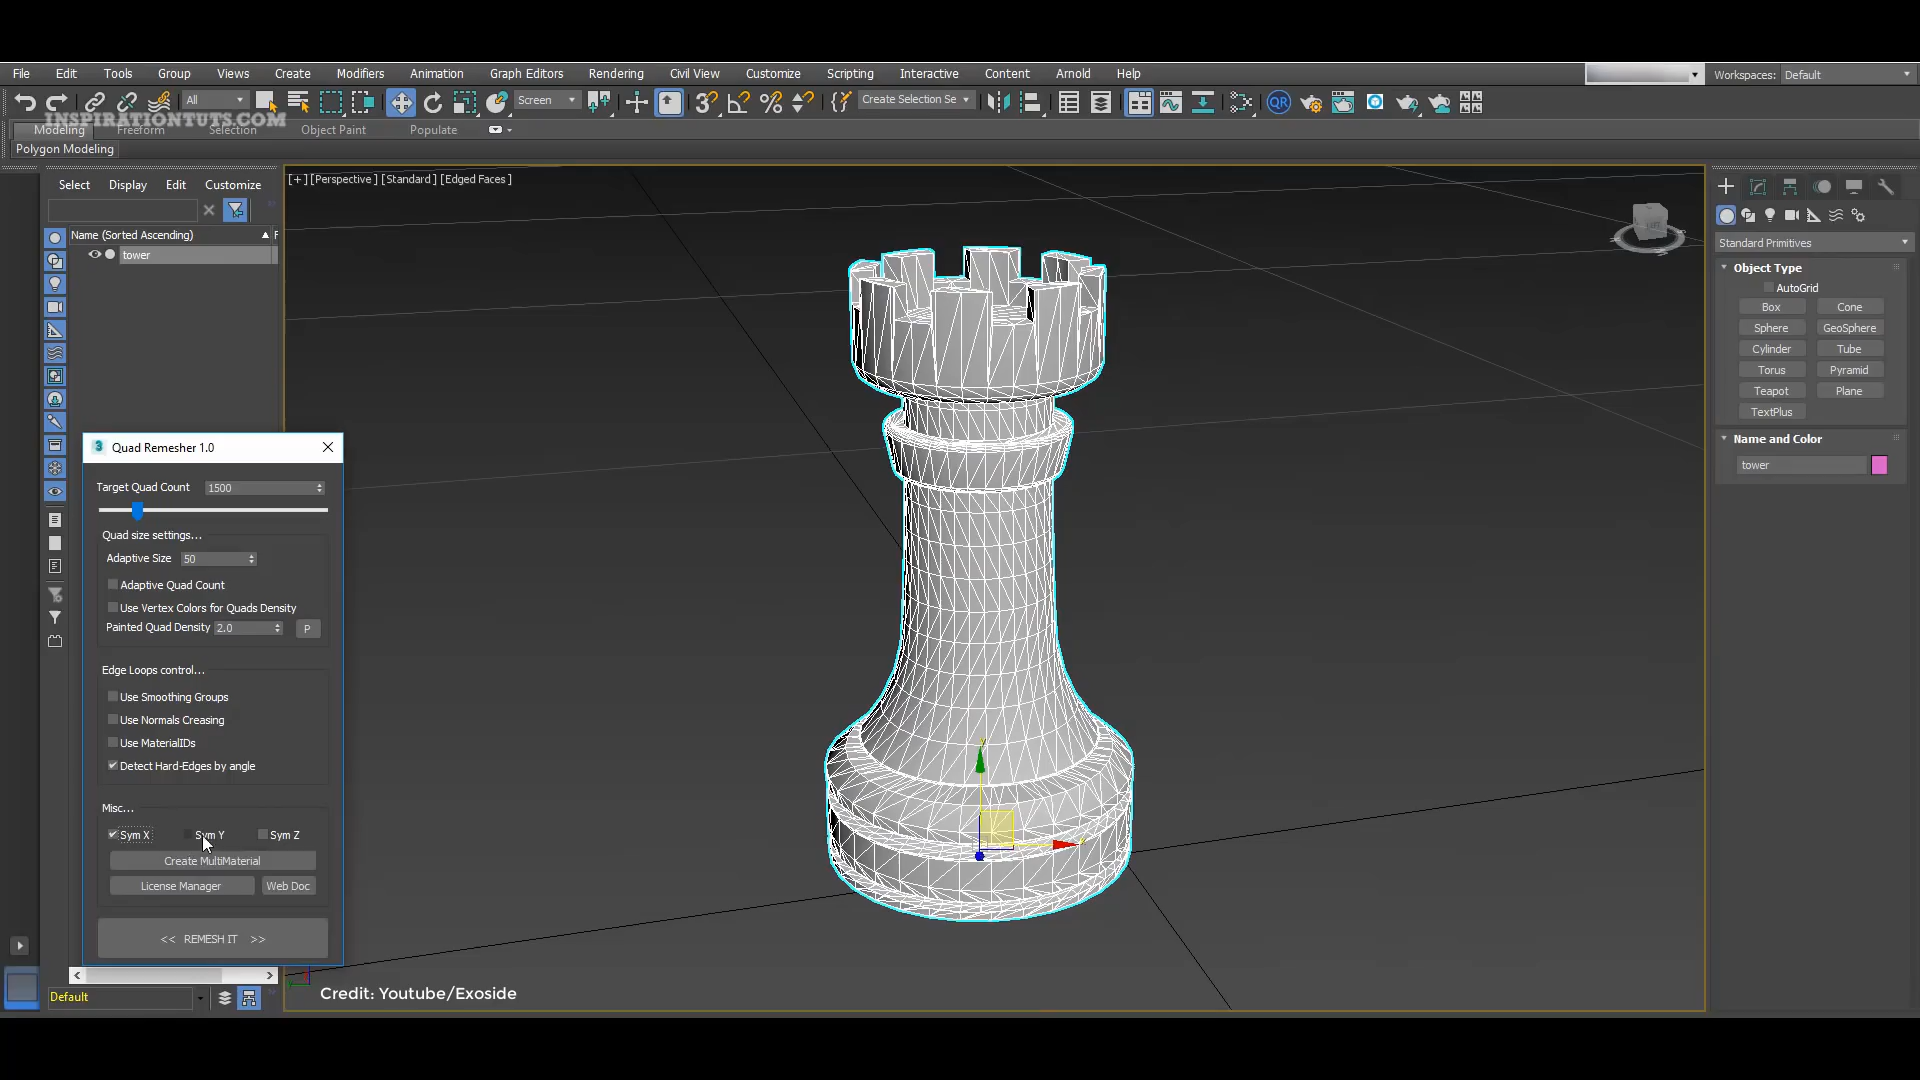 File Edit Tools Group Views Create Modifiers Animation Graph Editors Rendering Civil View Customize Scripting Interactive Content Arnold Help
Workspaces: Default
All
Screen
Create Selection Se
QR
INSPIRATIONTUTS.COM
Modeling Freeform Selection Object Paint Populate
Polygon Modeling
Select Display Edit Customize
Name (Sorted Ascending)
F
tower
[+] [Perspective] [Standard] [Edged Faces]
Quad Remesher 1.0
Target Quad Count 1500
Quad size settings...
Adaptive Size 50
Adaptive Quad Count
Use Vertex Colors for Quads Density
Painted Quad Density 2.0 P
Edge Loops control...
Use Smoothing Groups
Use Normals Creasing
Use MaterialIDs
Detect Hard-Edges by angle
Misc...
Sym X Sym Y Sym Z
Create MultiMaterial
License Manager Web Doc
<< REMESH IT >>
Default
Credit: Youtube/Exoside
Standard Primitives
Object Type
AutoGrid
Box Cone
Sphere GeoSphere
Cylinder Tube
Torus Pyramid
Teapot Plane
TextPlus
Name and Color
tower